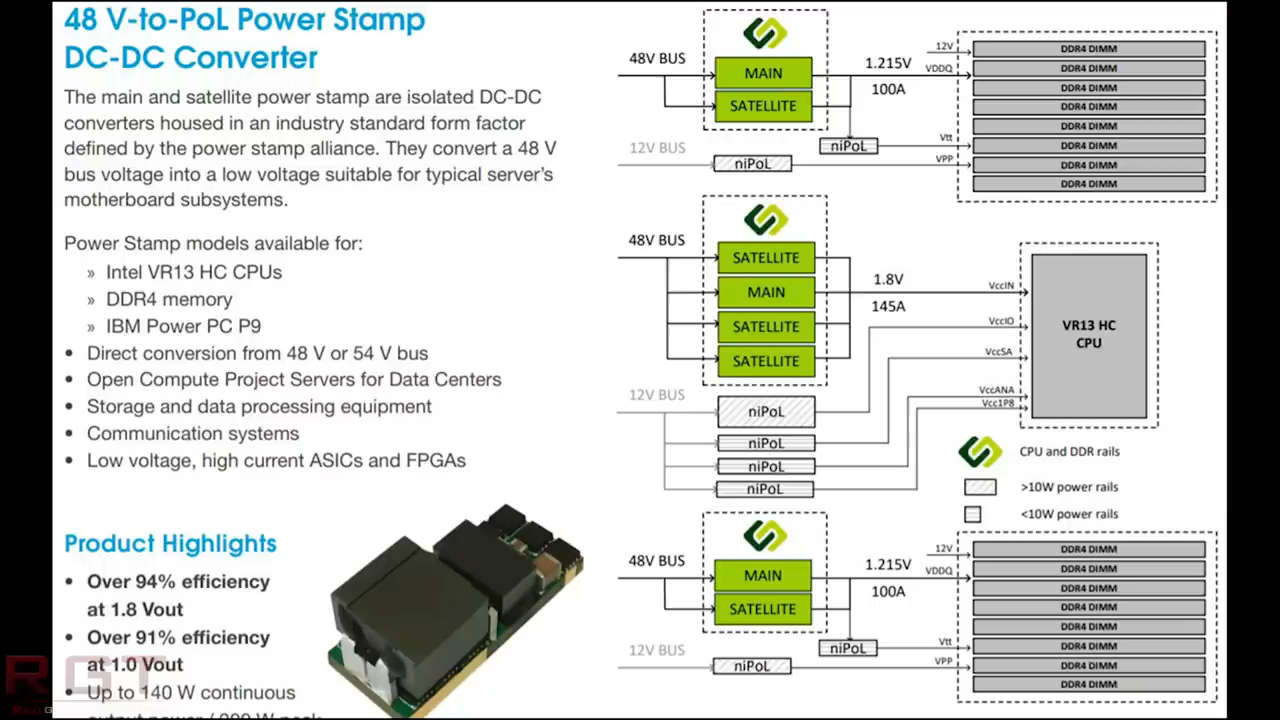 48 V-to-PoL Power Stamp
DC-DC Converter
The main and satellite power stamp are isolated DC-DC
converters housed in an industry standard form factor
defined by the power stamp alliance. They convert a 48 V
bus voltage into a low voltage suitable for typical server's
motherboard subsystems.
Power Stamp models available for:
» Intel VR13 HC CPUs
» DDR4 memory
» IBM Power PC P9
• Direct conversion from 48 V or 54 V bus
• Open Compute Project Servers for Data Centers
• Storage and data processing equipment
• Communication systems
• Low voltage, high current ASICs and FPGAs
Product Highlights
• Over 94% efficiency
at 1.8 Vout
• Over 91% efficiency
at 1.0 Vout
• Up to 140 W continuous
RGT
48V BUS
MAIN
SATELLITE
1.215V
100A
12V
VDDQ
Vtt
VPP
12V BUS
niPoL
niPoL
DDR4 DIMM
DDR4 DIMM
DDR4 DIMM
DDR4 DIMM
DDR4 DIMM
DDR4 DIMM
DDR4 DIMM
DDR4 DIMM
48V BUS
SATELLITE
MAIN
SATELLITE
SATELLITE
1.8V
145A
VccIN
VccIO
VccSA
VccANA
Vcc1P8
VR13 HC
CPU
12V BUS
niPoL
niPoL
niPoL
niPoL
CPU and DDR rails
>10W power rails
<10W power rails
48V BUS
MAIN
SATELLITE
1.215V
100A
12V
VDDQ
Vtt
VPP
12V BUS
niPoL
niPoL
DDR4 DIMM
DDR4 DIMM
DDR4 DIMM
DDR4 DIMM
DDR4 DIMM
DDR4 DIMM
DDR4 DIMM
DDR4 DIMM